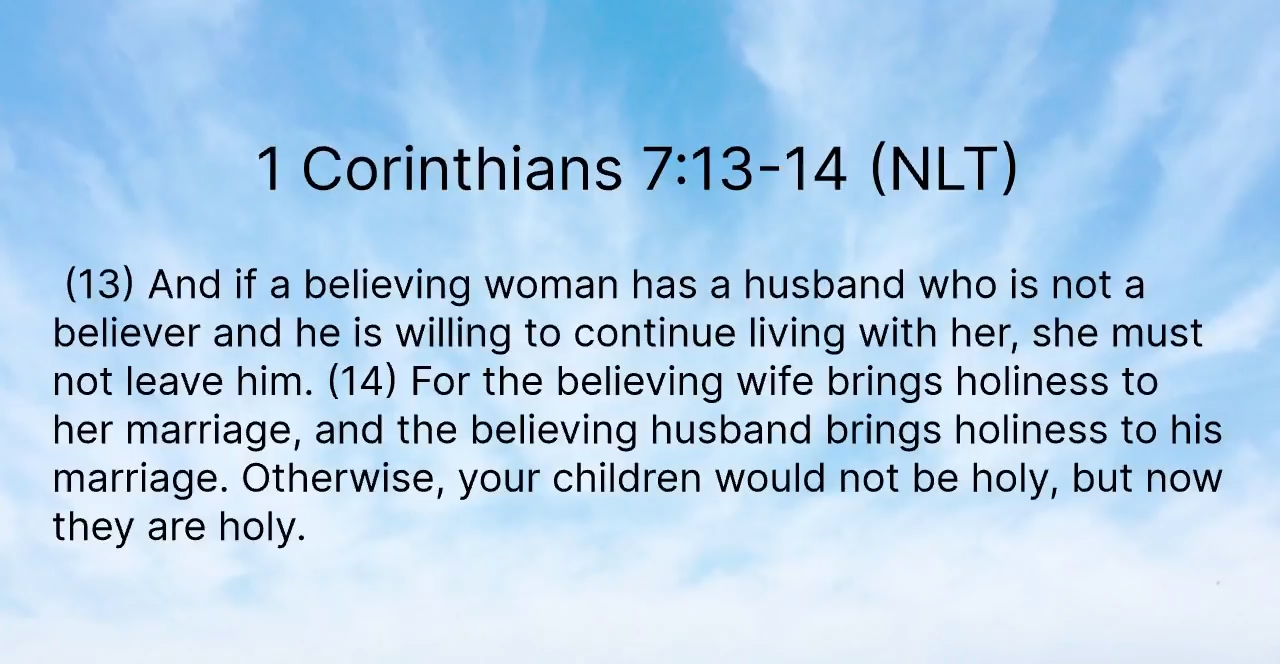 1 Corinthians 7:13-14 (NLT)
(13) And if a believing woman has a husband who is not a
believer and he is willing to continue living with her, she must
not leave him. (14) For the believing wife brings holiness to
her marriage, and the believing husband brings holiness to his
marriage. Otherwise, your children would not be holy, but now
they are holy.